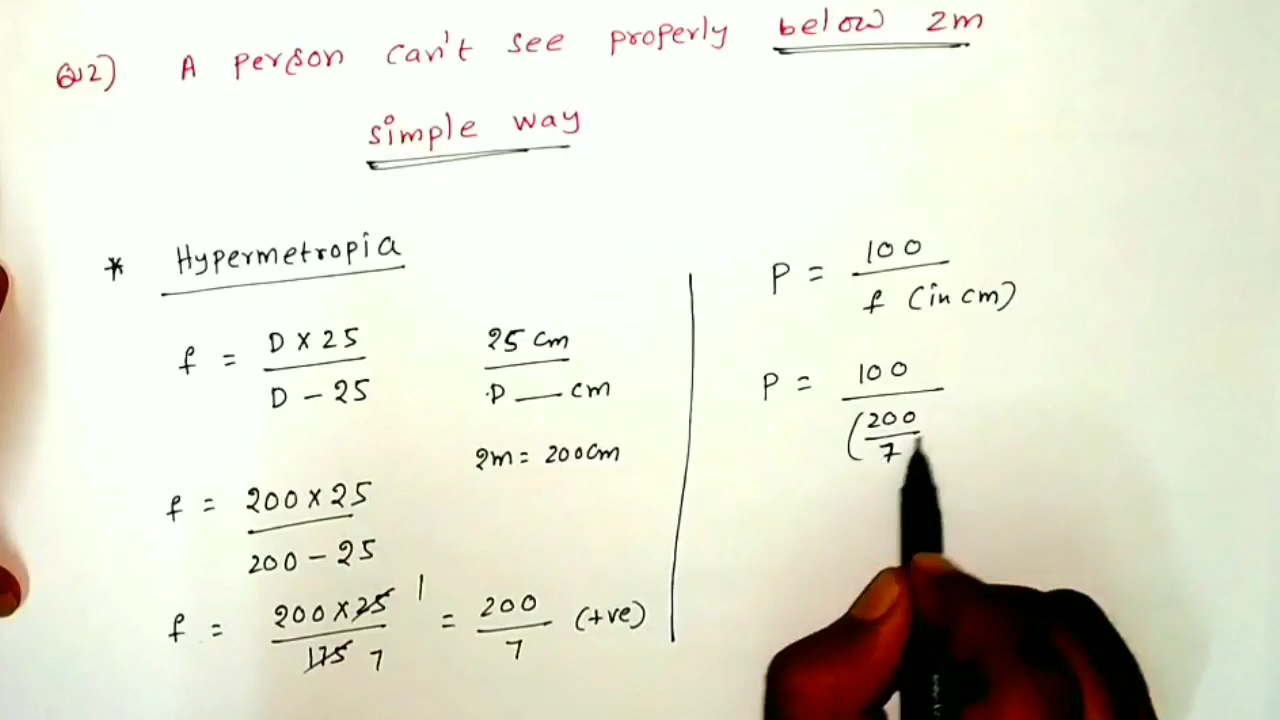 Q2) A person can't see properly below 2m
simple way
* Hypermetropia
f = D X 25 / D - 25
25 cm / D — cm
2m = 200cm
f = 200 X 25 / 200 - 25
f = 200 X 25 1 / 175 7 = 200 / 7 (+ve)
P = 100 / f (in cm)
P = 100 / (200 / 7